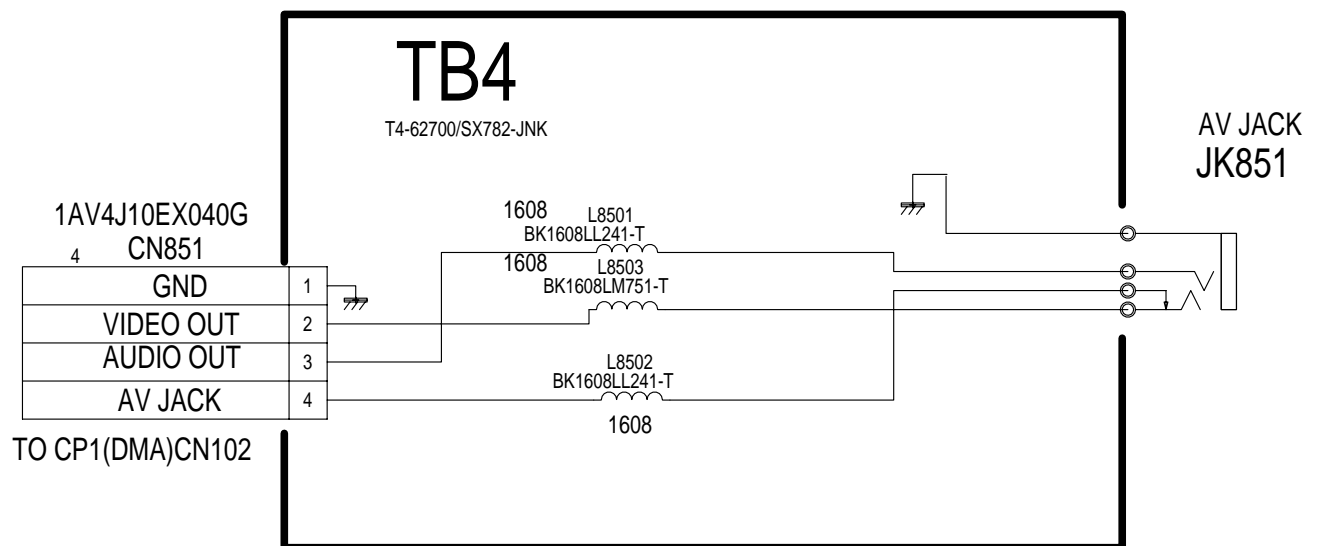 TB4
T4-62700/SX782-JNK
AV JACK
JK851
1AV4J10EX040G
4 CN851
GND 1
VIDEO OUT 2
AUDIO OUT 3
AV JACK 4
TO CP1(DMA)CN102
1608 L8501
BK1608LL241-T
1608 L8503
BK1608LM751-T
L8502
BK1608LL241-T
1608